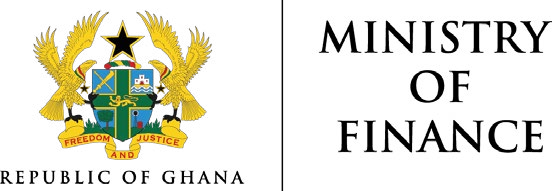 FREEDOM AND JUSTICE
REPUBLIC OF GHANA
MINISTRY
OF
FINANCE